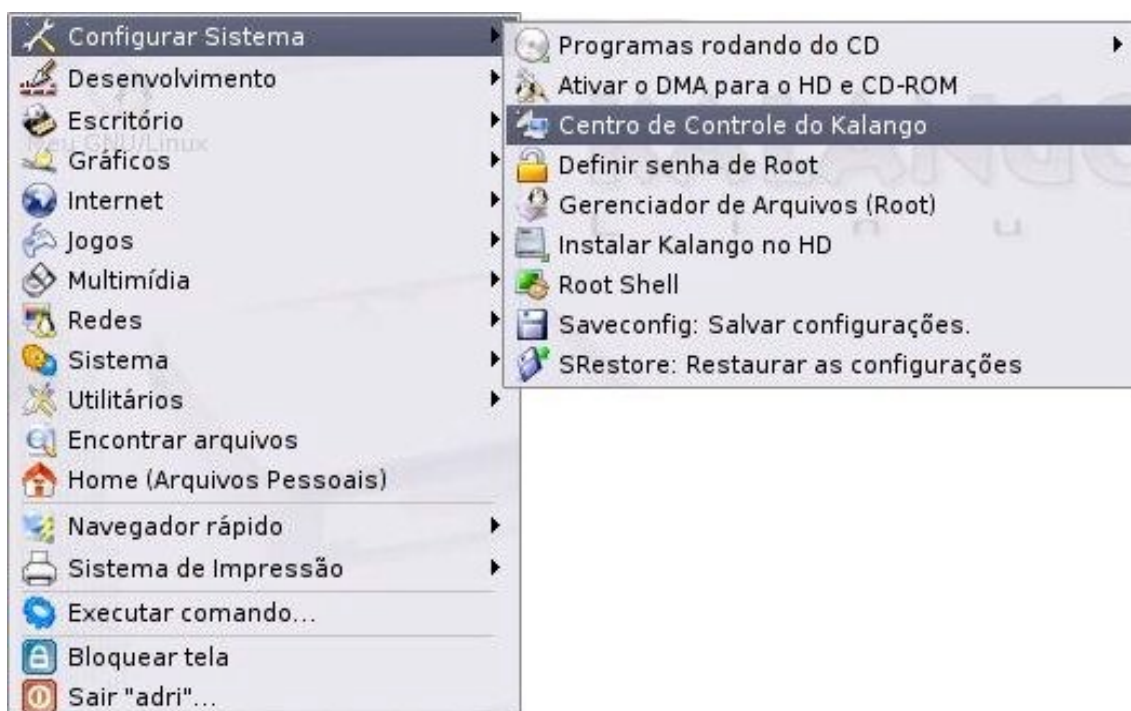 Configurar Sistema
Desenvolvimento
Escritório
Meu GNU/Linux
Gráficos
Internet
Jogos
Multimídia
Redes
Sistema
Utilitários
Encontrar arquivos
Home (Arquivos Pessoais)
Navegador rápido
Sistema de Impressão
Executar comando...
Bloquear tela
Sair "adri"...
Programas rodando do CD
Ativar o DMA para o HD e CD-ROM
Centro de Controle do Kalango
Definir senha de Root
Gerenciador de Arquivos (Root)
Instalar Kalango no HD
Root Shell
Saveconfig: Salvar configurações.
SRestore: Restaurar as configurações